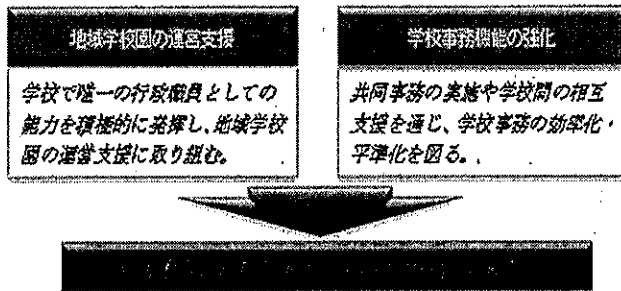 地域学校園の運営支援
学校で唯一の行政職員としての
能力を積極的に発揮し、地域学校
園の運営支援に取り組む。
学校事務機能の強化
共同事務の実施や学校間の相互
支援を通じ、学校事務の効率化・
平準化を図る。